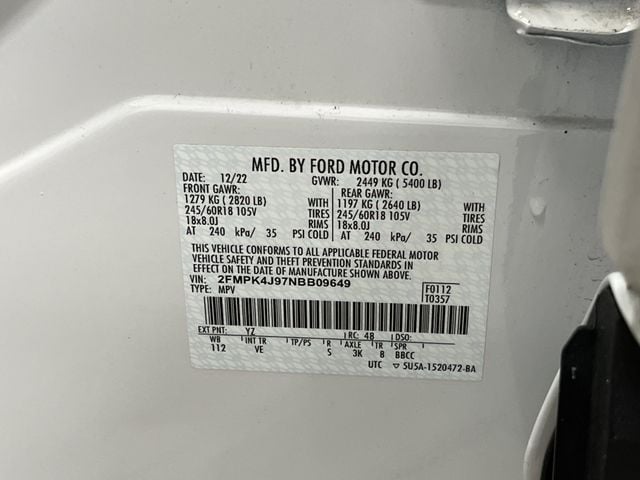 MFD. BY FORD MOTOR CO.
DATE: 12/22 GVWR: 2449 KG ( 5400 LB)
FRONT GAWR: REAR GAWR:
1279 KG ( 2820 LB) WITH 1197 KG ( 2640 LB) WITH
245/60R18 105V TIRES 245/60R18 105V TIRES
18x8.0J RIMS 18x8.0J RIMS
AT 240 kPa/ 35 PSI COLD AT 240 kPa/ 35 PSI COLD
THIS VEHICLE CONFORMS TO ALL APPLICABLE FEDERAL MOTOR
VEHICLE SAFETY AND THEFT PREVENTION STANDARDS IN
EFFECT ON THE DATE OF MANUFACTURE SHOWN ABOVE.
VIN: 2FMPK4J97NBB09649 F0112
TYPE: MPV T0357
EXT PNT: YZ RC: 48 DSO:
WB INT TR TP/PS R AXLE TR SPR
112 VE S 3K B BBCC
UTC ▽ 5U5A-1520472-BA